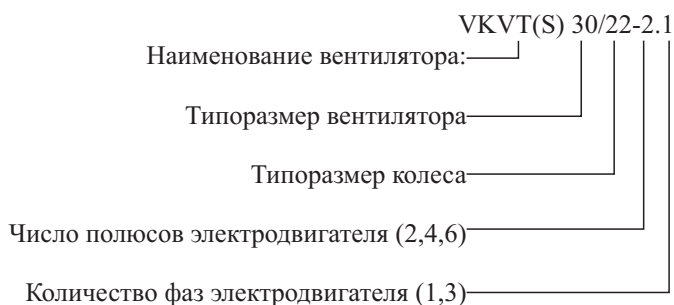 VKVT(S) 30/22-2.1
Наименование вентилятора:
Типоразмер вентилятора
Типоразмер колеса
Число полюсов электродвигателя (2,4,6)
Количество фаз электродвигателя (1,3)